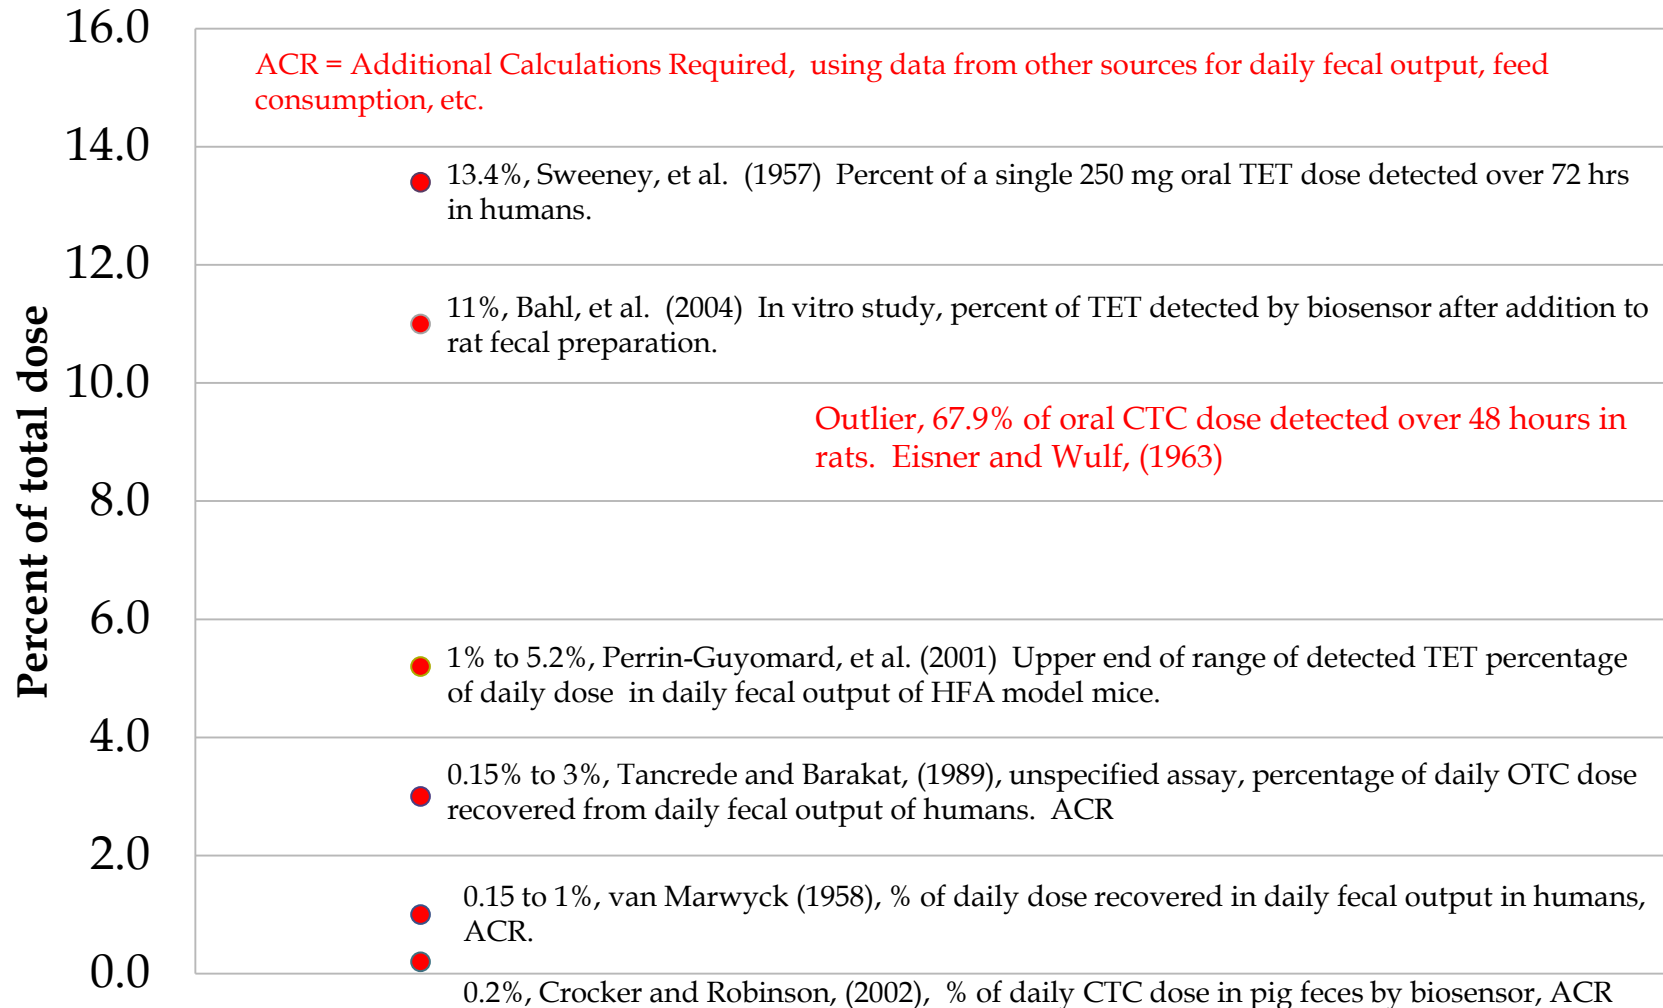 16.0
ACR = Additional Calculations Required, using data from other sources for daily fecal output, feed
consumption, etc.
14.0
13.4%, Sweeney, et al. (1957) Percent of a single 250 mg oral TET dose detected over 72 hrs
in humans.
12.0
11%, Bahl, et al. (2004) In vitro study, percent of TET detected by biosensor after addition to
rat fecal preparation.
10.0
Outlier, 67.9% of oral CTC dose detected over 48 hours in
rats. Eisner and Wulf, (1963)
8.0
Percent of total dose
6.0
1% to 5.2%, Perrin-Guyomard, et al. (2001) Upper end of range of detected TET percentage
of daily dose in daily fecal output of HFA model mice.
4.0
0.15% to 3%, Tancrede and Barakat, (1989), unspecified assay, percentage of daily OTC dose
recovered from daily fecal output of humans. ACR
2.0
0.15 to 1%, van Marwyck (1958), % of daily dose recovered in daily fecal output in humans,
ACR.
0.0
0.2%, Crocker and Robinson, (2002), % of daily CTC dose in pig feces by biosensor, ACR